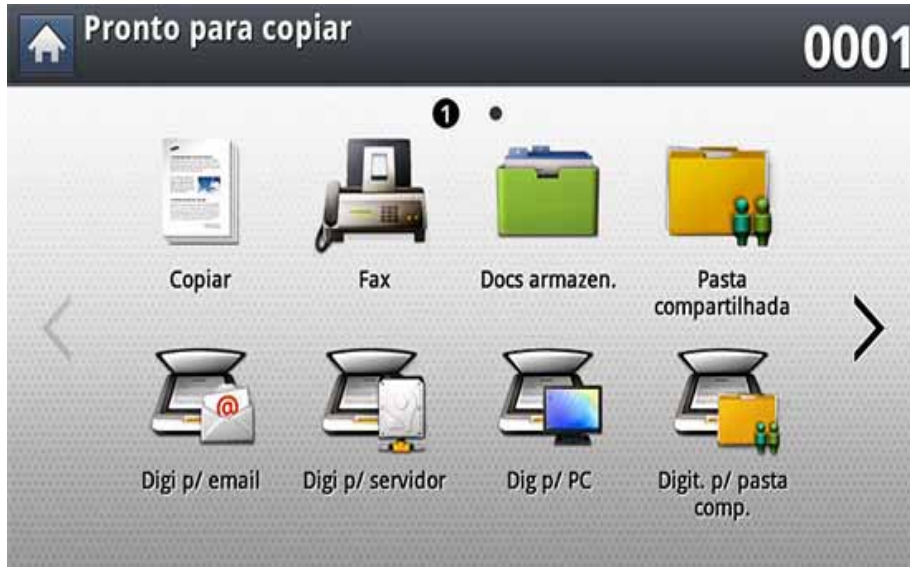 Pronto para copiar
0001
1
Copiar
Fax
Docs armazen.
Pasta
compartilhada
Digi p/ email
Digi p/ servidor
Dig p/ PC
Digit. p/ pasta
comp.